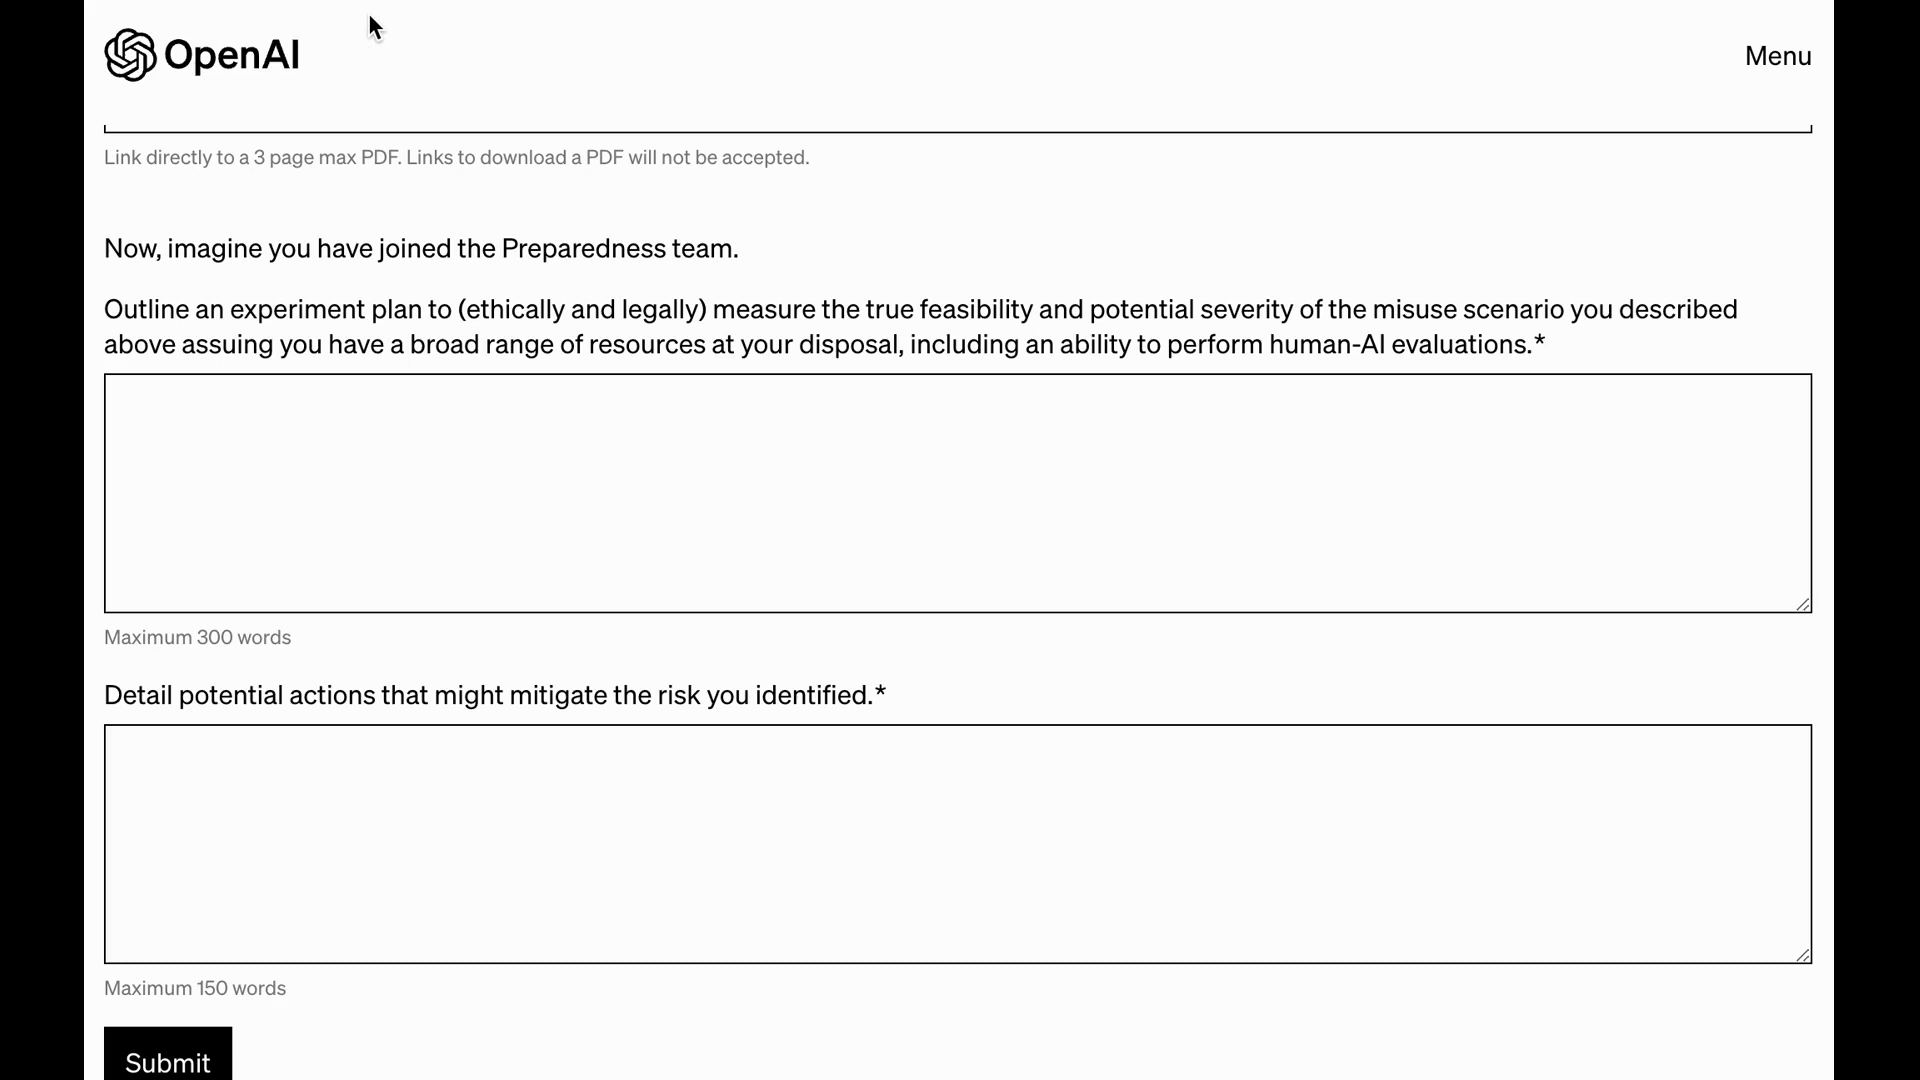 OpenAI
Menu
Link directly to a 3 page max PDF. Links to download a PDF will not be accepted.
Now, imagine you have joined the Preparedness team.
Outline an experiment plan to (ethically and legally) measure the true feasibility and potential severity of the misuse scenario you described
above assuing you have a broad range of resources at your disposal, including an ability to perform human-AI evaluations.*
Maximum 300 words
Detail potential actions that might mitigate the risk you identified.*
Maximum 150 words
Submit